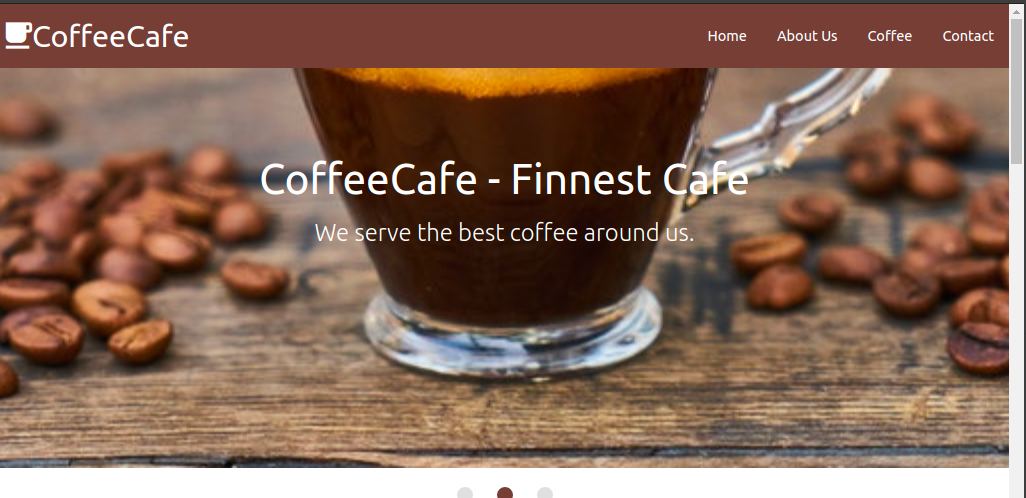 CoffeeCafe
Home About Us Coffee Contact
CoffeeCafe - Finnest Cafe
We serve the best coffee around us.